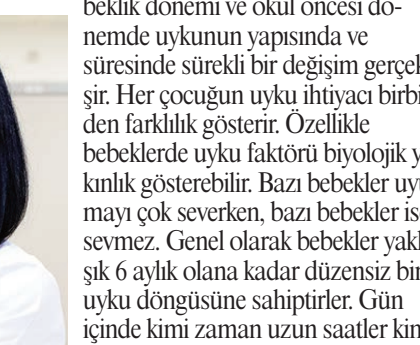 beklik dönemi ve okul öncesi dö-
nemde uykunun yapısında ve
süresinde sürekli bir değişim gerçek
şir. Her çocuğun uyku ihtiyacı birbi
den farklılık gösterir. Özellikle
bebeklerde uyku faktörü biyolojik y
kınlık gösterebilir. Bazı bebekler uy
mayı çok severken, bazı bebekler is
sevmez. Genel olarak bebekler yakl
şık 6 aylık olana kadar düzensiz bir
uyku döngüsüne sahiptirler. Gün
içinde kimi zaman uzun saatler kin